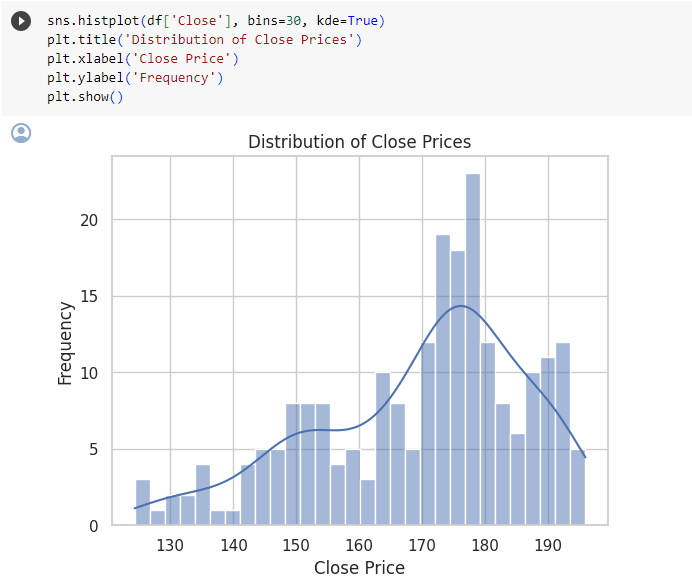 sns.histplot(df['Close'], bins=30, kde=True)
plt.title('Distribution of Close Prices')
plt.xlabel('Close Price')
plt.ylabel('Frequency')
plt.show()
Distribution of Close Prices
Frequency
20
15
10
5
0
130 140 150 160 170 180 190
Close Price